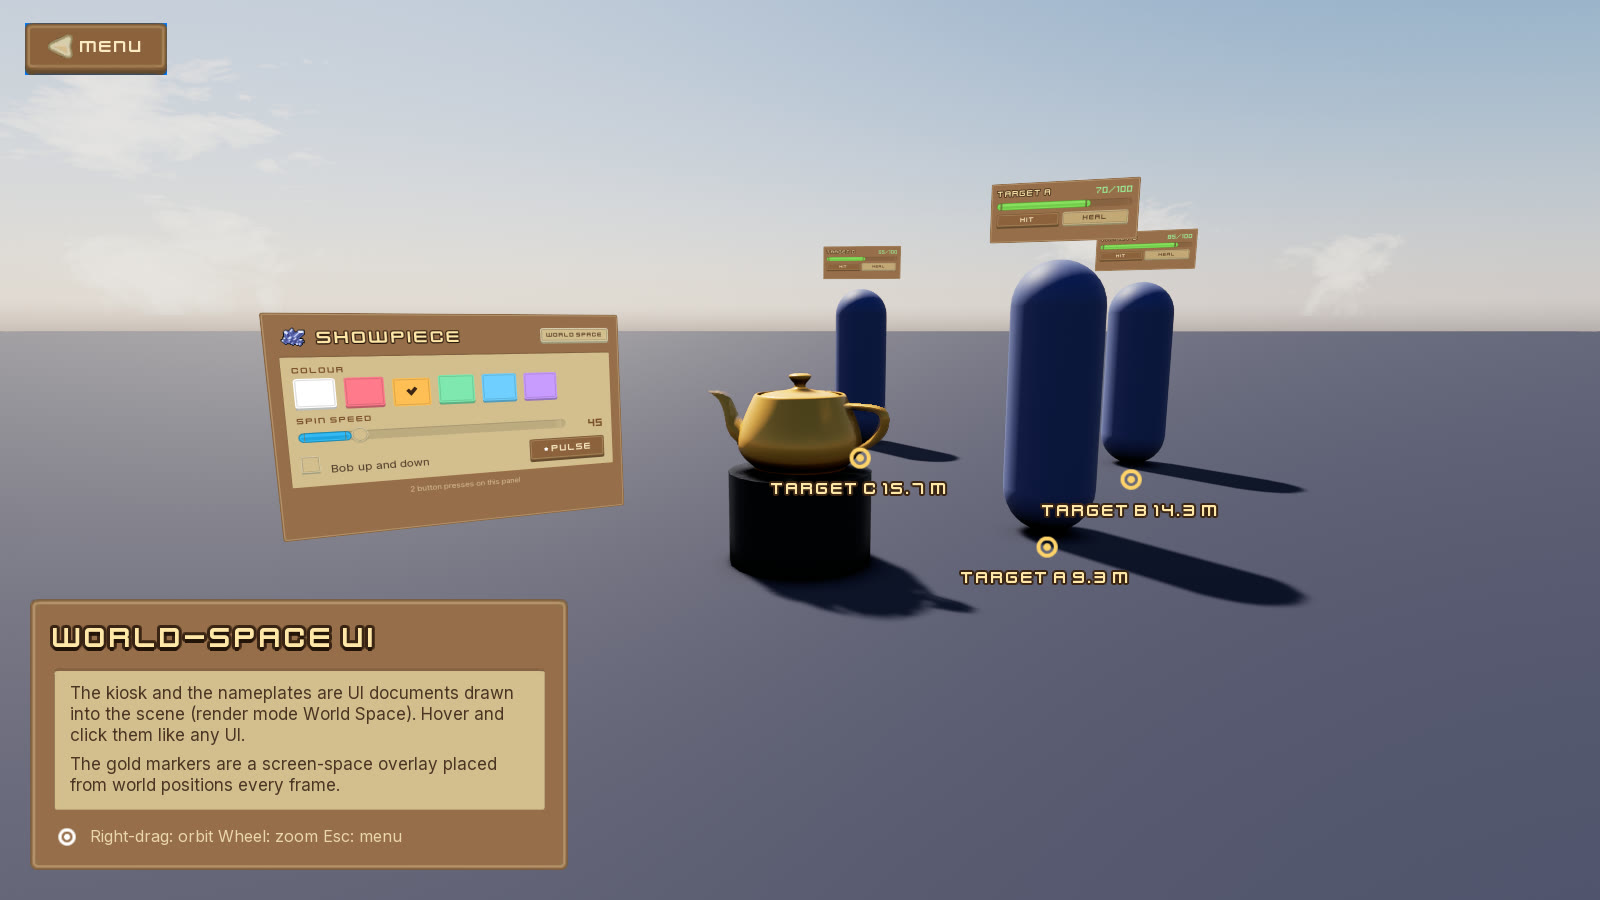 MENU
TARGET A 70/100
HIT HEAL
85/100
HIT HEAL
55/100
HIT HEAL
SHOWPIECE WORLD SPACE
COLOUR
SPIN SPEED 45
Bob up and down PULSE
2 button presses on this panel
TARGET C 15.7 M
TARGET B 14.3 M
TARGET A 9.3 M
WORLD-SPACE UI
The kiosk and the nameplates are UI documents drawn
into the scene (render mode World Space). Hover and
click them like any UI.
The gold markers are a screen-space overlay placed
from world positions every frame.
Right-drag: orbit Wheel: zoom Esc: menu